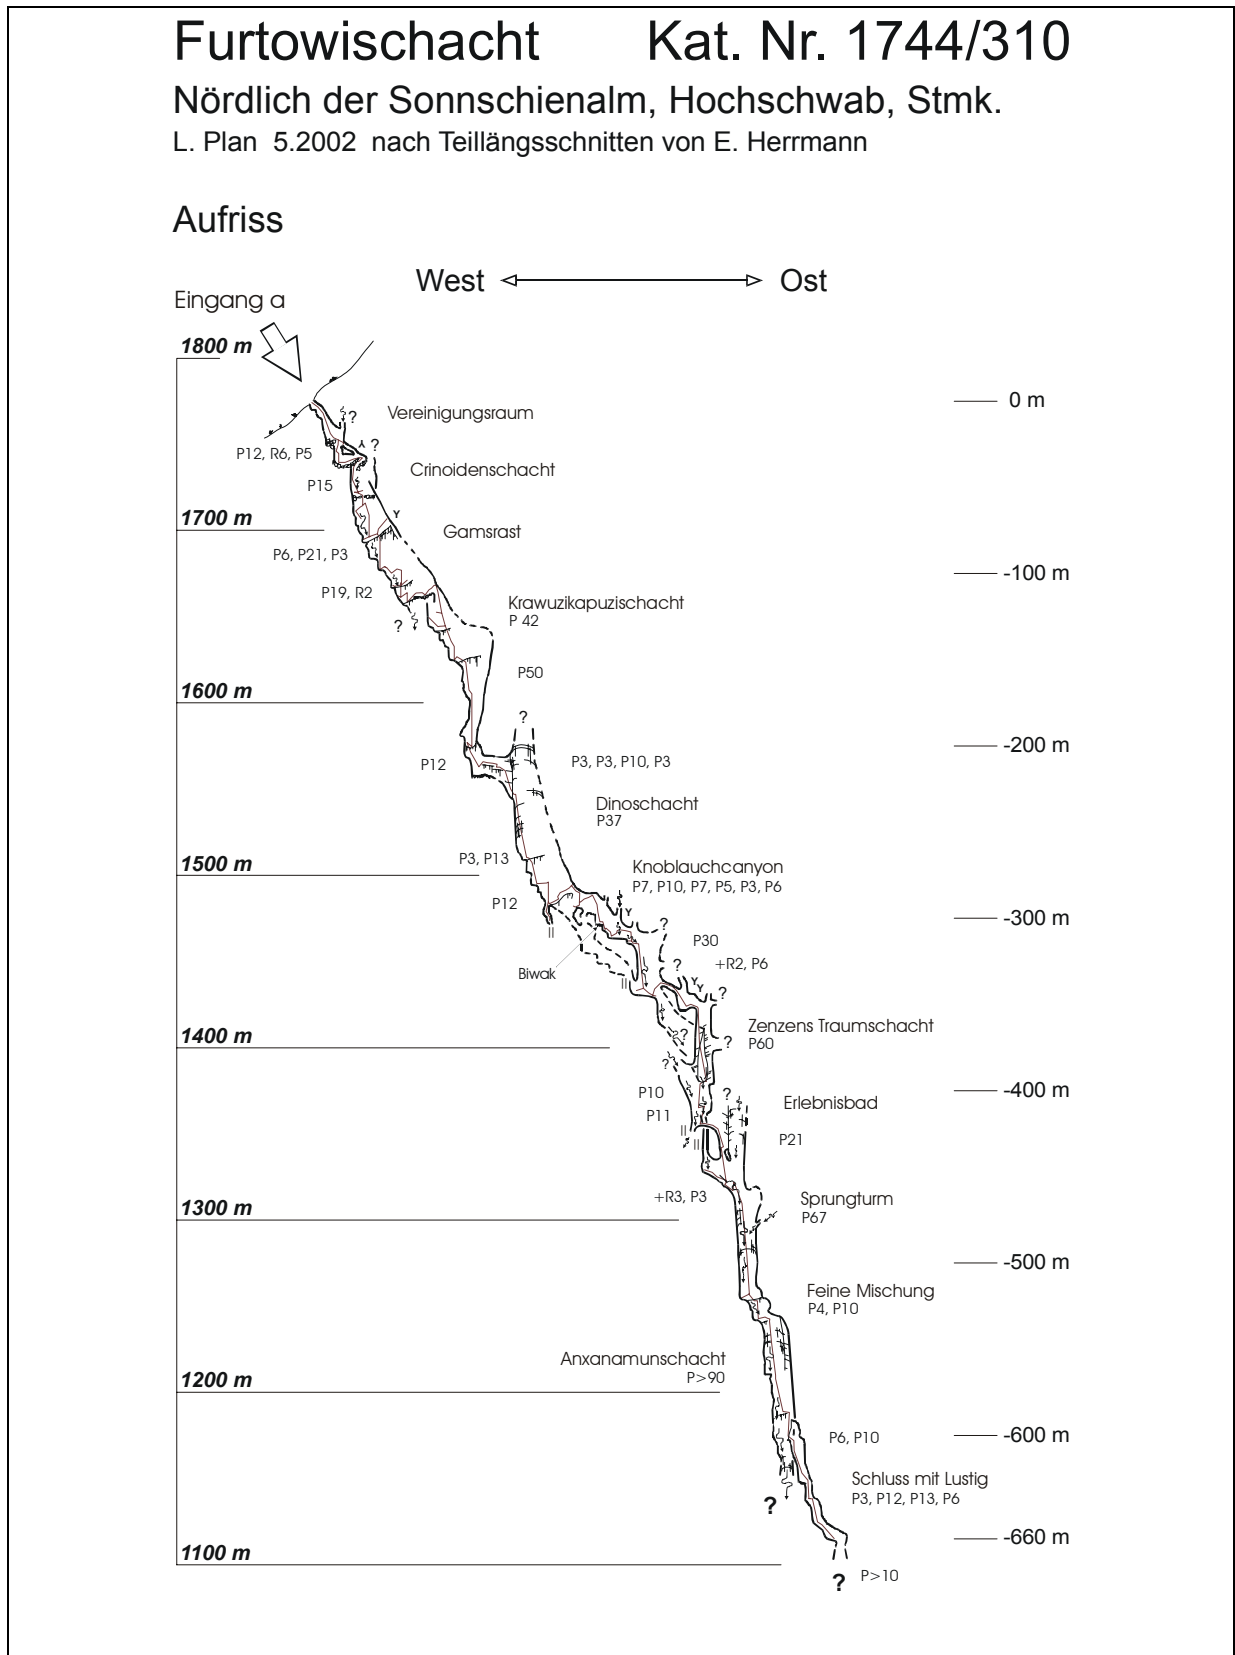 Furtowischacht Kat. Nr. 1744/310
Nördlich der Sonnschienalm, Hochschwab, Stmk.
L. Plan 5.2002 nach Teillängsschnitten von E. Herrmann
Aufriss
West Ost
Eingang a
1800 m
0 m
?
Vereinigungsraum
?
P12, R6, P5
Crinoidenschacht
P15
1700 m
Gamsrast
P6, P21, P3
-100 m
P19, R2
Krawuzikapuzischacht
P 42
?
P50
1600 m
?
-200 m
P12
P3, P3, P10, P3
Dinoschacht
P37
P3, P13
Knoblauchcanyon
1500 m
P7, P10, P7, P5, P3, P6
P12
-300 m
?
P30
+R2, P6
?
Biwak
?
Zenzens Traumschacht
P60
1400 m
?
?
?
P10
-400 m
?
Erlebnisbad
P11
P21
+R3, P3
Sprungturm
P67
1300 m
-500 m
Feine Mischung
P4, P10
Anxanamunschacht
P>90
1200 m
P6, P10
-600 m
Schluss mit Lustig
P3, P12, P13, P6
?
-660 m
1100 m
?
P>10